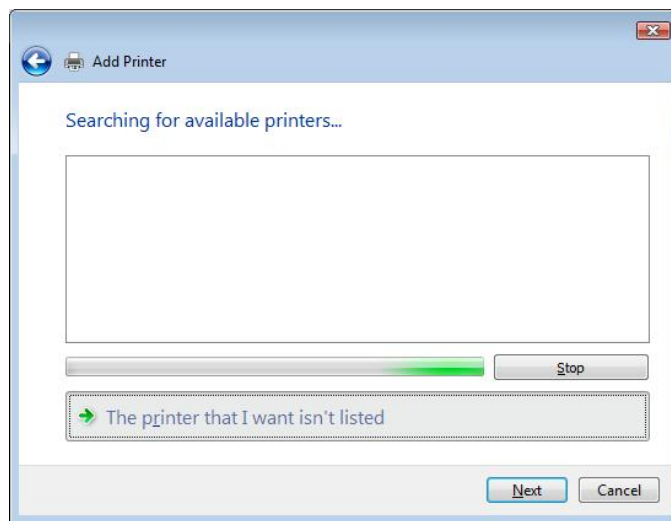 Add Printer
Searching for available printers...
Stop
The printer that I want isn't listed
Next
Cancel